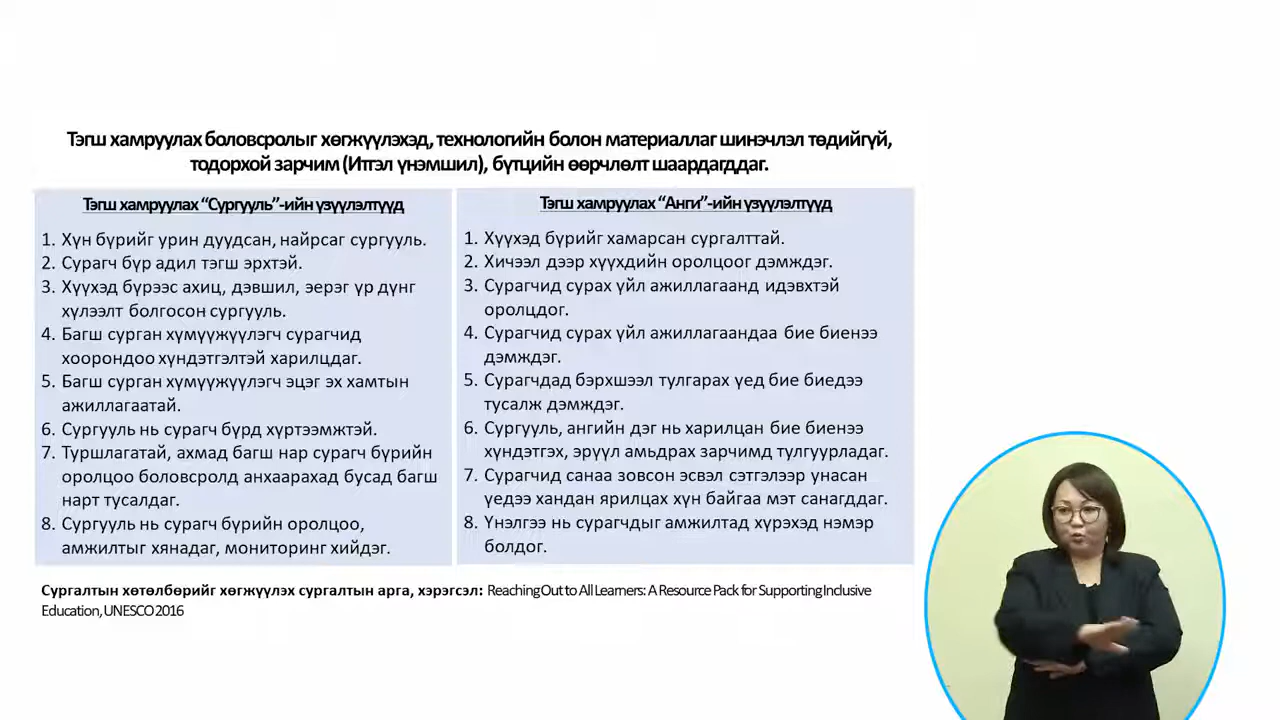 Тэгш хамруулах боловсролыг хөгжүүлэхэд, технологийн болон материаллаг шинэчлэл төдийгүй,
тодорхой зарчим (Итгэл үнэмшил), бүтцийн өөрчлөлт шаардагддаг.
Тэгш хамруулах “Сургууль”-ийн үзүүлэлтүүд
1. Хүн бүрийг урин дуудсан, найрсаг сургууль.
2. Сурагч бүр адил тэгш эрхтэй.
3. Хүүхэд бүрээс ахиц, дэвшил, эерэг үр дүнг
хүлээлт болгосон сургууль.
4. Багш сурган хүмүүжүүлэгч сурагчид
хоорондоо хүндэтгэлтэй харилцдаг.
5. Багш сурган хүмүүжүүлэгч эцэг эх хамтын
ажиллагаатай.
6. Сургууль нь сурагч бүрд хүртээмжтэй.
7. Туршлагатай, ахмад багш нар сурагч бүрийн
оролцоо боловсролд анхаарахад бусад багш
нарт тусалдаг.
8. Сургууль нь сурагч бүрийн оролцоо,
амжилтыг хянадаг, мониторинг хийдэг.
Тэгш хамруулах “Анги”-ийн үзүүлэлтүүд
1. Хүүхэд бүрийг хамарсан сургалттай.
2. Хичээл дээр хүүхдийн оролцоог дэмждэг.
3. Сурагчид сурах үйл ажиллагаанд идэвхтэй
оролцдог.
4. Сурагчид сурах үйл ажиллагаандаа бие биенээ
дэмждэг.
5. Сурагчдад бэрхшээл тулгарах үед бие биедээ
тусалж дэмждэг.
6. Сургууль, ангийн дэг нь харилцан бие биенээ
хүндэтгэх, эрүүл амьдрах зарчимд тулгуурладаг.
7. Сурагчид санаа зовсон эсвэл сэтгэлээр унасан
үедээ хандан ярилцах хүн байгаа мэт санагддаг.
8. Үнэлгээ нь сурагчдыг амжилтад хүрэхэд нэмэр
болдог.
Сургалтын хөтөлбөрийг хөгжүүлэх сургалтын арга, хэрэгсэл: Reaching Out to All Learners: A Resource Pack for Supporting Inclusive
Education, UNESCO 2016